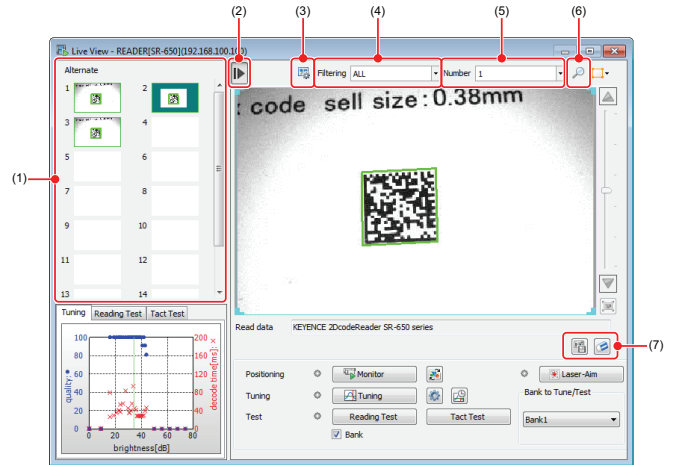 (2) (3) (4) (5) (6)
Live View - READER[SR-650](192.168.100.100)
Alternate
Filtering ALL Number 1
1 2
3 4
5 6
7 8
9 10
11 12
13 14
(1)
: code sell size:0.38mm
Tuning Reading Test Tact Test
100 200
80 160
60 120
40 80
20 40
0 0
0 20 40 60 80
quality: ●
decode time[ms]: ×
brightness[dB]
Read data KEYENCE 2DcodeReader SR-650 series
(7)
Positioning Monitor Laser-Aim
Tuning Tuning Bank to Tune/Test
Test Reading Test Tact Test Bank1
Bank